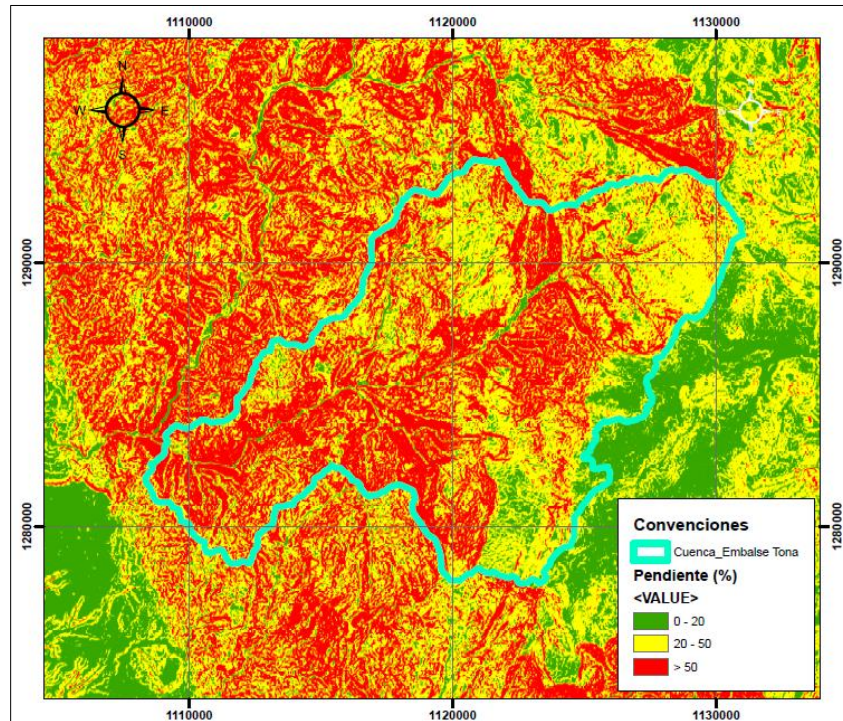 1110000 1120000 1130000
N
W E
S
1290000 1290000
1280000 1280000
Convenciones
Cuenca_Embalse Tona
Pendiente (%)
<VALUE>
0 - 20
20 - 50
> 50
1110000 1120000 1130000